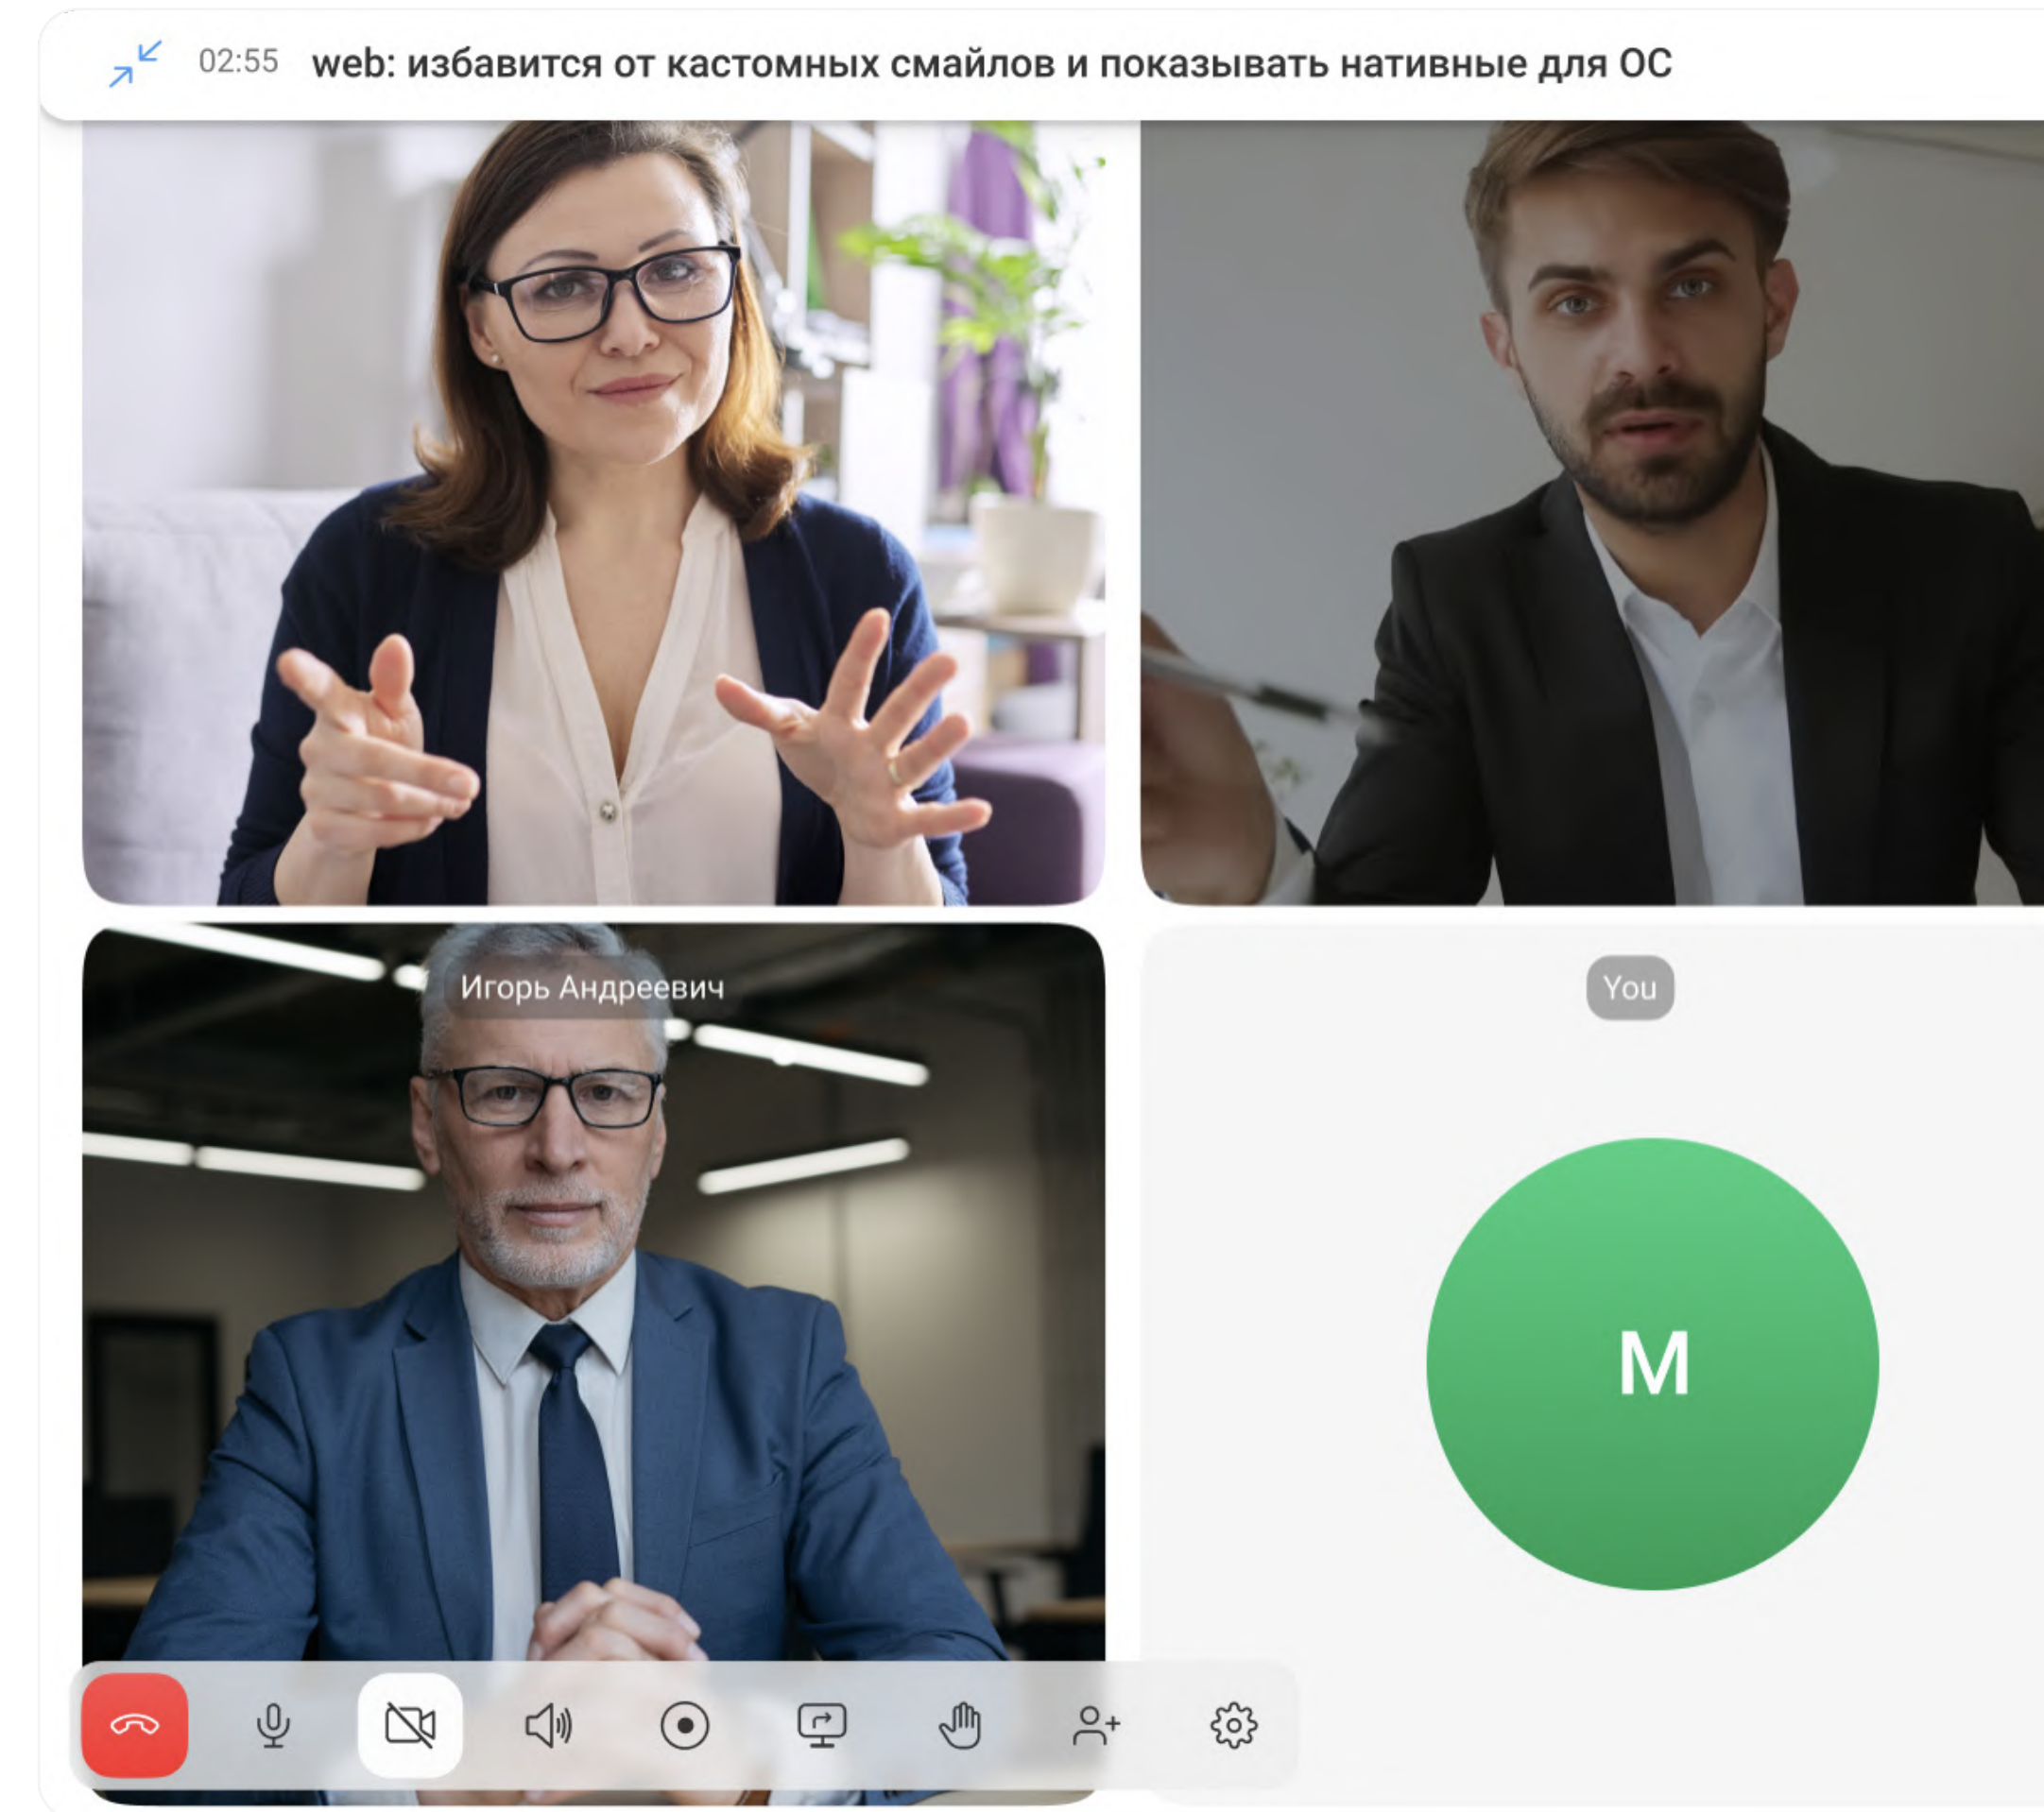 02:55 web: избавится от кастомных смайлов и показывать нативные для ОС
Игорь Андреевич
You
M